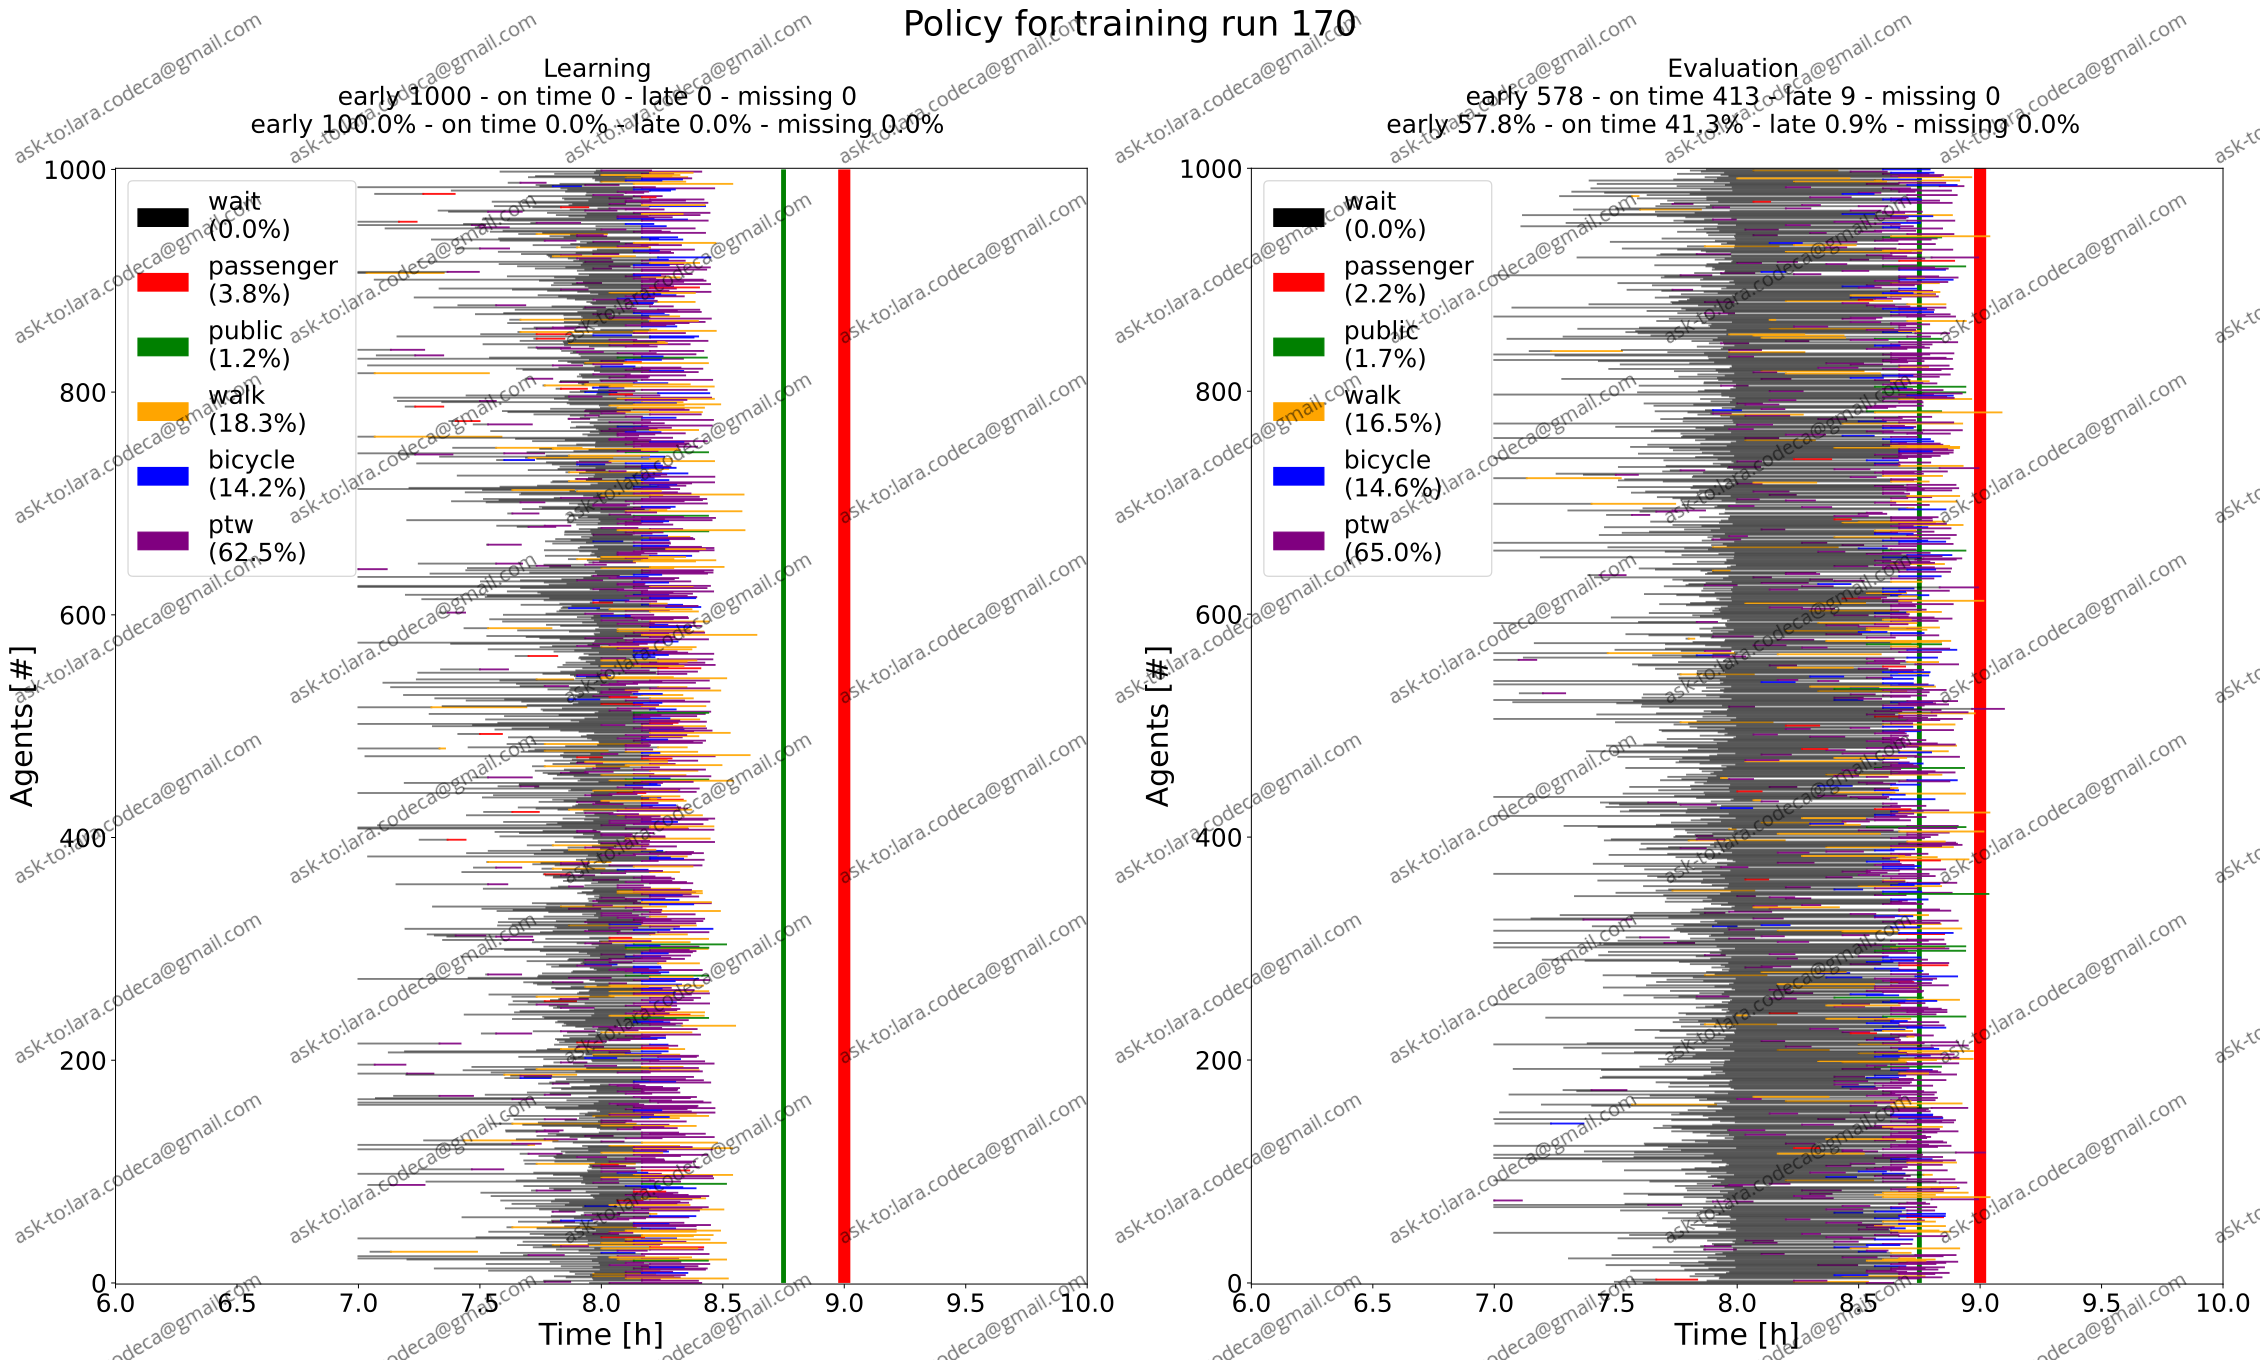 Policy for training run 170
Learning
early 1000 - on time 0 - late 0 - missing 0
early 100.0% - on time 0.0% - late 0.0% - missing 0.0%
Agents [#]
1000
800
600
400
200
0
wait
(0.0%)
passenger
(3.8%)
public
(1.2%)
walk
(18.3%)
bicycle
(14.2%)
ptw
(62.5%)
6.0 6.5 7.0 7.5 8.0 8.5 9.0 9.5 10.0
Time [h]
Evaluation
early 578 - on time 413 - late 9 - missing 0
early 57.8% - on time 41.3% - late 0.9% - missing 0.0%
Agents [#]
1000
800
600
400
200
0
wait
(0.0%)
passenger
(2.2%)
public
(1.7%)
walk
(16.5%)
bicycle
(14.6%)
ptw
(65.0%)
6.0 6.5 7.0 7.5 8.0 8.5 9.0 9.5 10.0
Time [h]
ask-to:lara.codeca@gmail.com